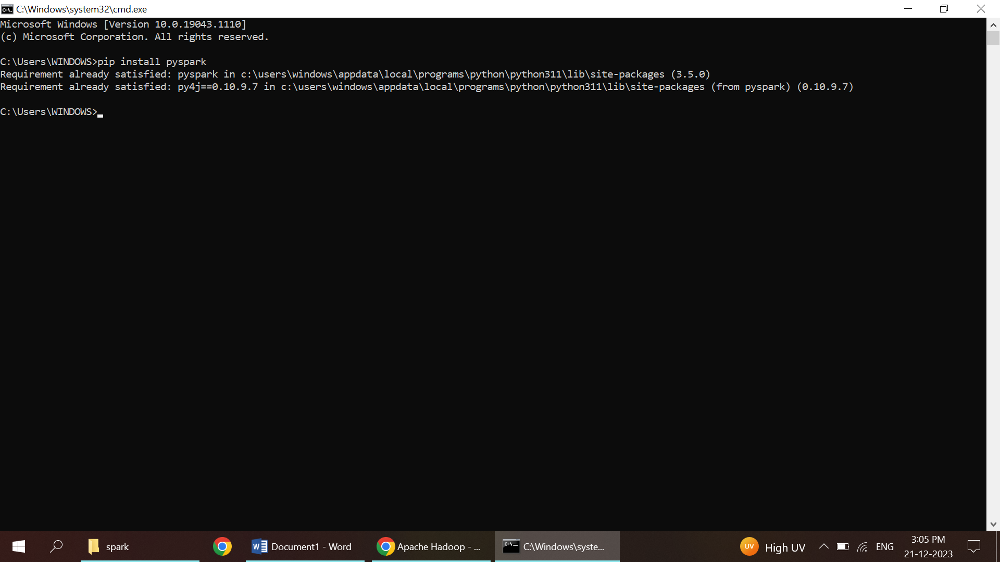 C:\Windows\system32\cmd.exe
Microsoft Windows [Version 10.0.19043.1110]
(c) Microsoft Corporation. All rights reserved.
C:\Users\WINDOWS>pip install pyspark
Requirement already satisfied: pyspark in c:\users\windows\appdata\local\programs\python\python311\lib\site-packages (3.5.0)
Requirement already satisfied: py4j==0.10.9.7 in c:\users\windows\appdata\local\programs\python\python311\lib\site-packages (from pyspark) (0.10.9.7)
C:\Users\WINDOWS>
spark
Document1 - Word
Apache Hadoop - ...
C:\Windows\syste...
UV
High UV
ENG
3:05 PM
21-12-2023